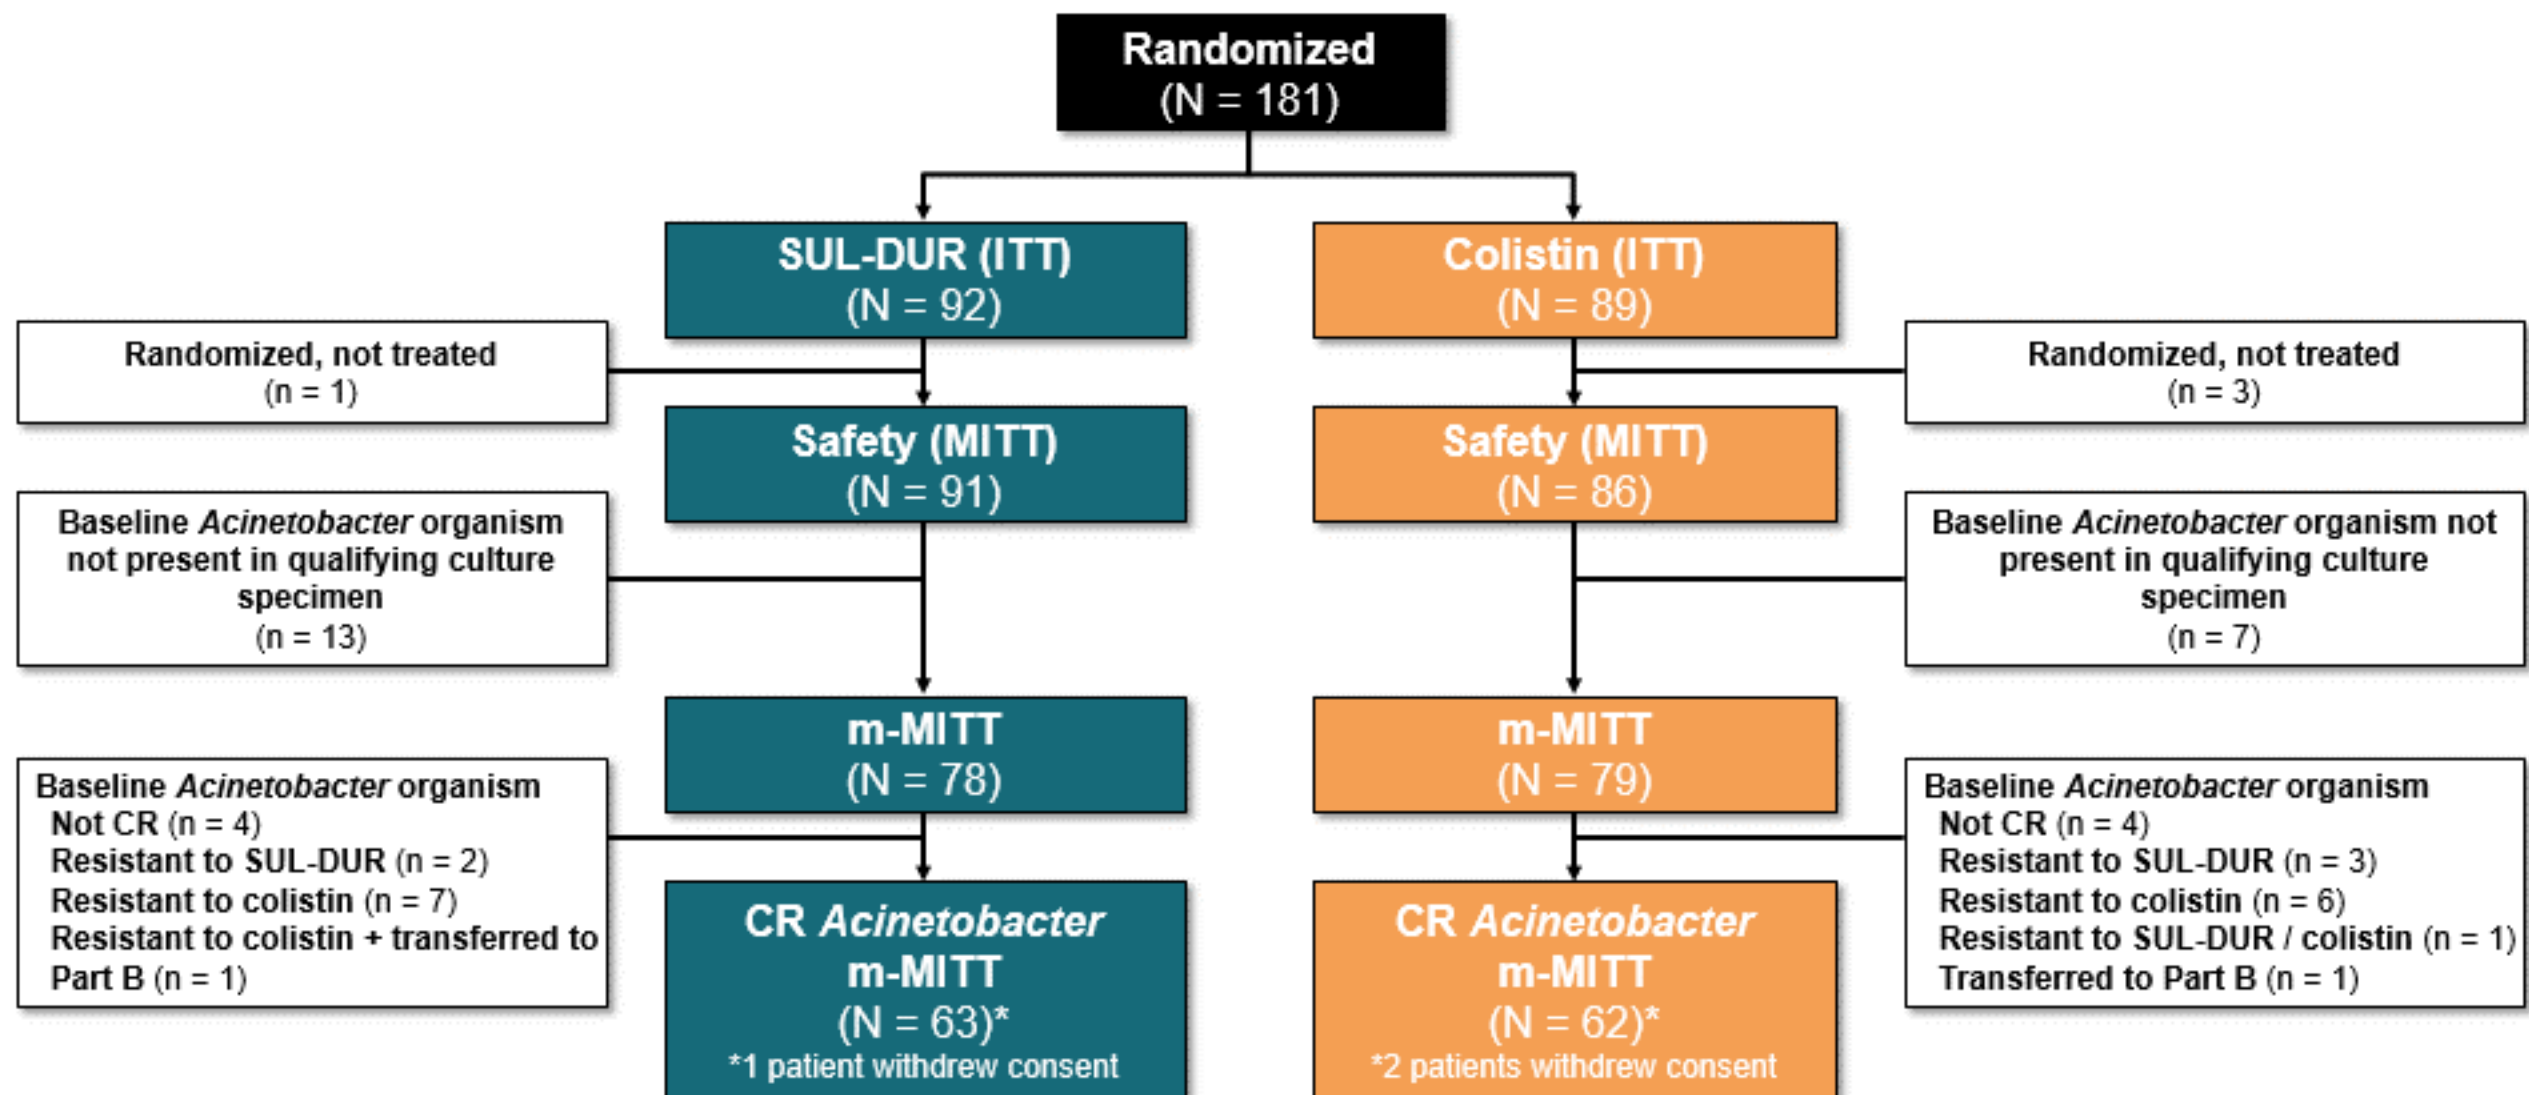 Randomized
(N = 181)
SUL-DUR (ITT)
(N = 92)
Colistin (ITT)
(N = 89)
Randomized, not treated
(n = 1)
Randomized, not treated
(n = 3)
Safety (MITT)
(N = 91)
Safety (MITT)
(N = 86)
Baseline Acinetobacter organism
not present in qualifying culture
specimen
(n = 13)
Baseline Acinetobacter organism not
present in qualifying culture
specimen
(n = 7)
m-MITT
(N = 78)
m-MITT
(N = 79)
Baseline Acinetobacter organism
Not CR (n = 4)
Resistant to SUL-DUR (n = 2)
Resistant to colistin (n = 7)
Resistant to colistin + transferred to
Part B (n = 1)
Baseline Acinetobacter organism
Not CR (n = 4)
Resistant to SUL-DUR (n = 3)
Resistant to colistin (n = 6)
Resistant to SUL-DUR / colistin (n = 1)
Transferred to Part B (n = 1)
CR Acinetobacter
m-MITT
(N = 63)*
*1 patient withdrew consent
CR Acinetobacter
m-MITT
(N = 62)*
*2 patients withdrew consent